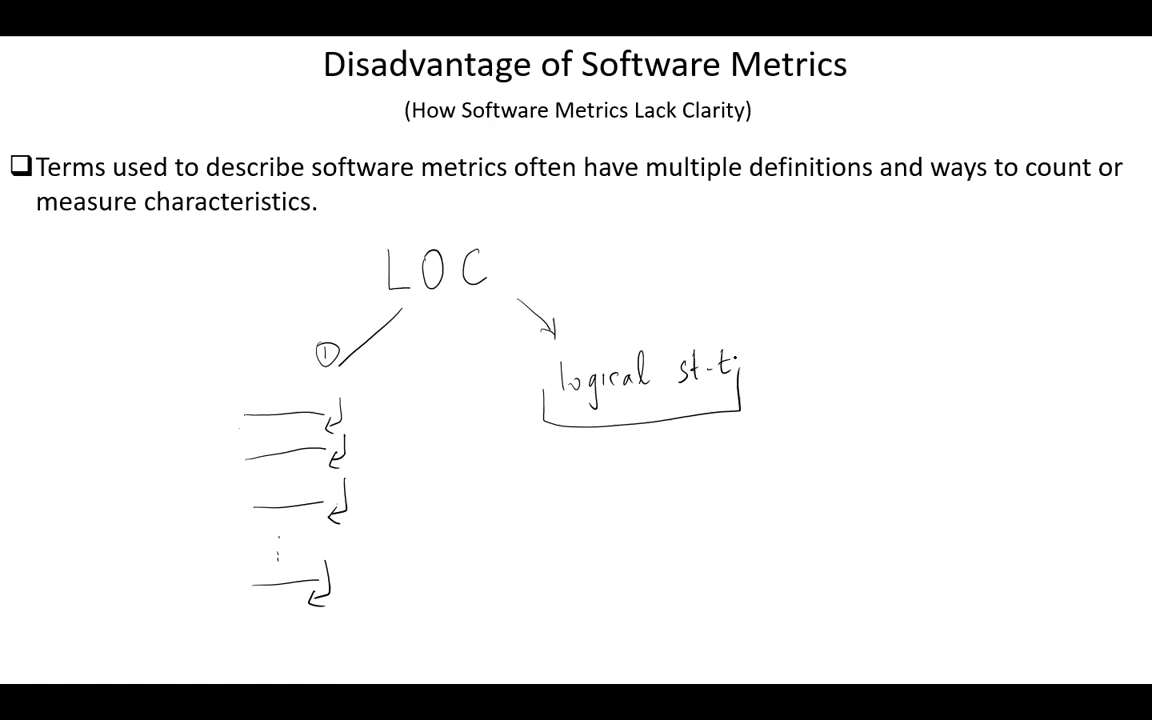 Disadvantage of Software Metrics
(How Software Metrics Lack Clarity)
Terms used to describe software metrics often have multiple definitions and ways to count or
measure characteristics.
LOC
1
logical st-t.